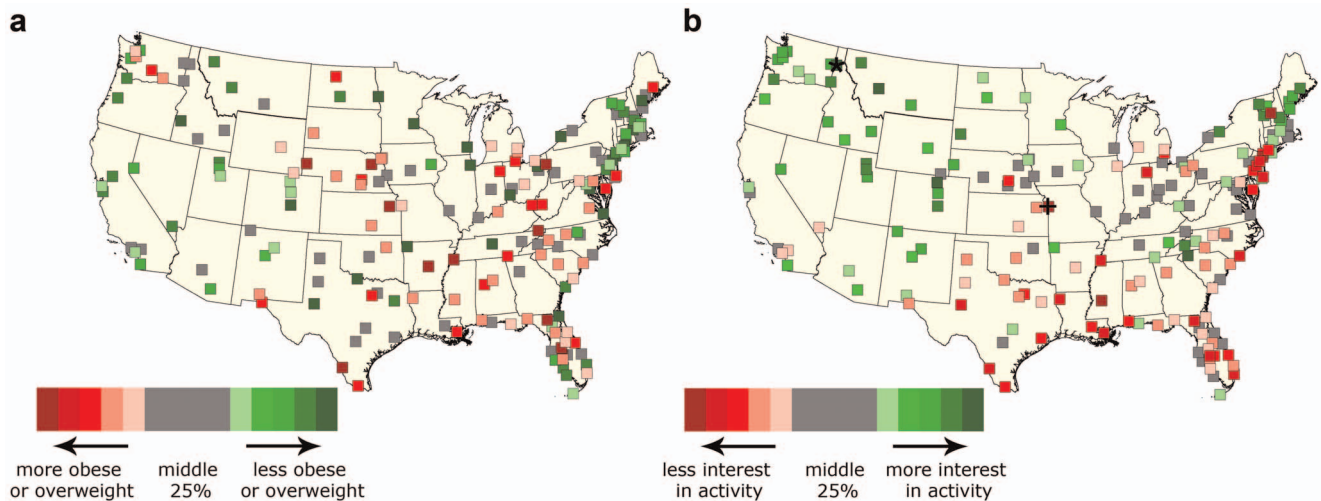 a
b
more obese
or overweight
middle
25%
less obese
or overweight
less interest
in activity
middle
25%
more interest
in activity